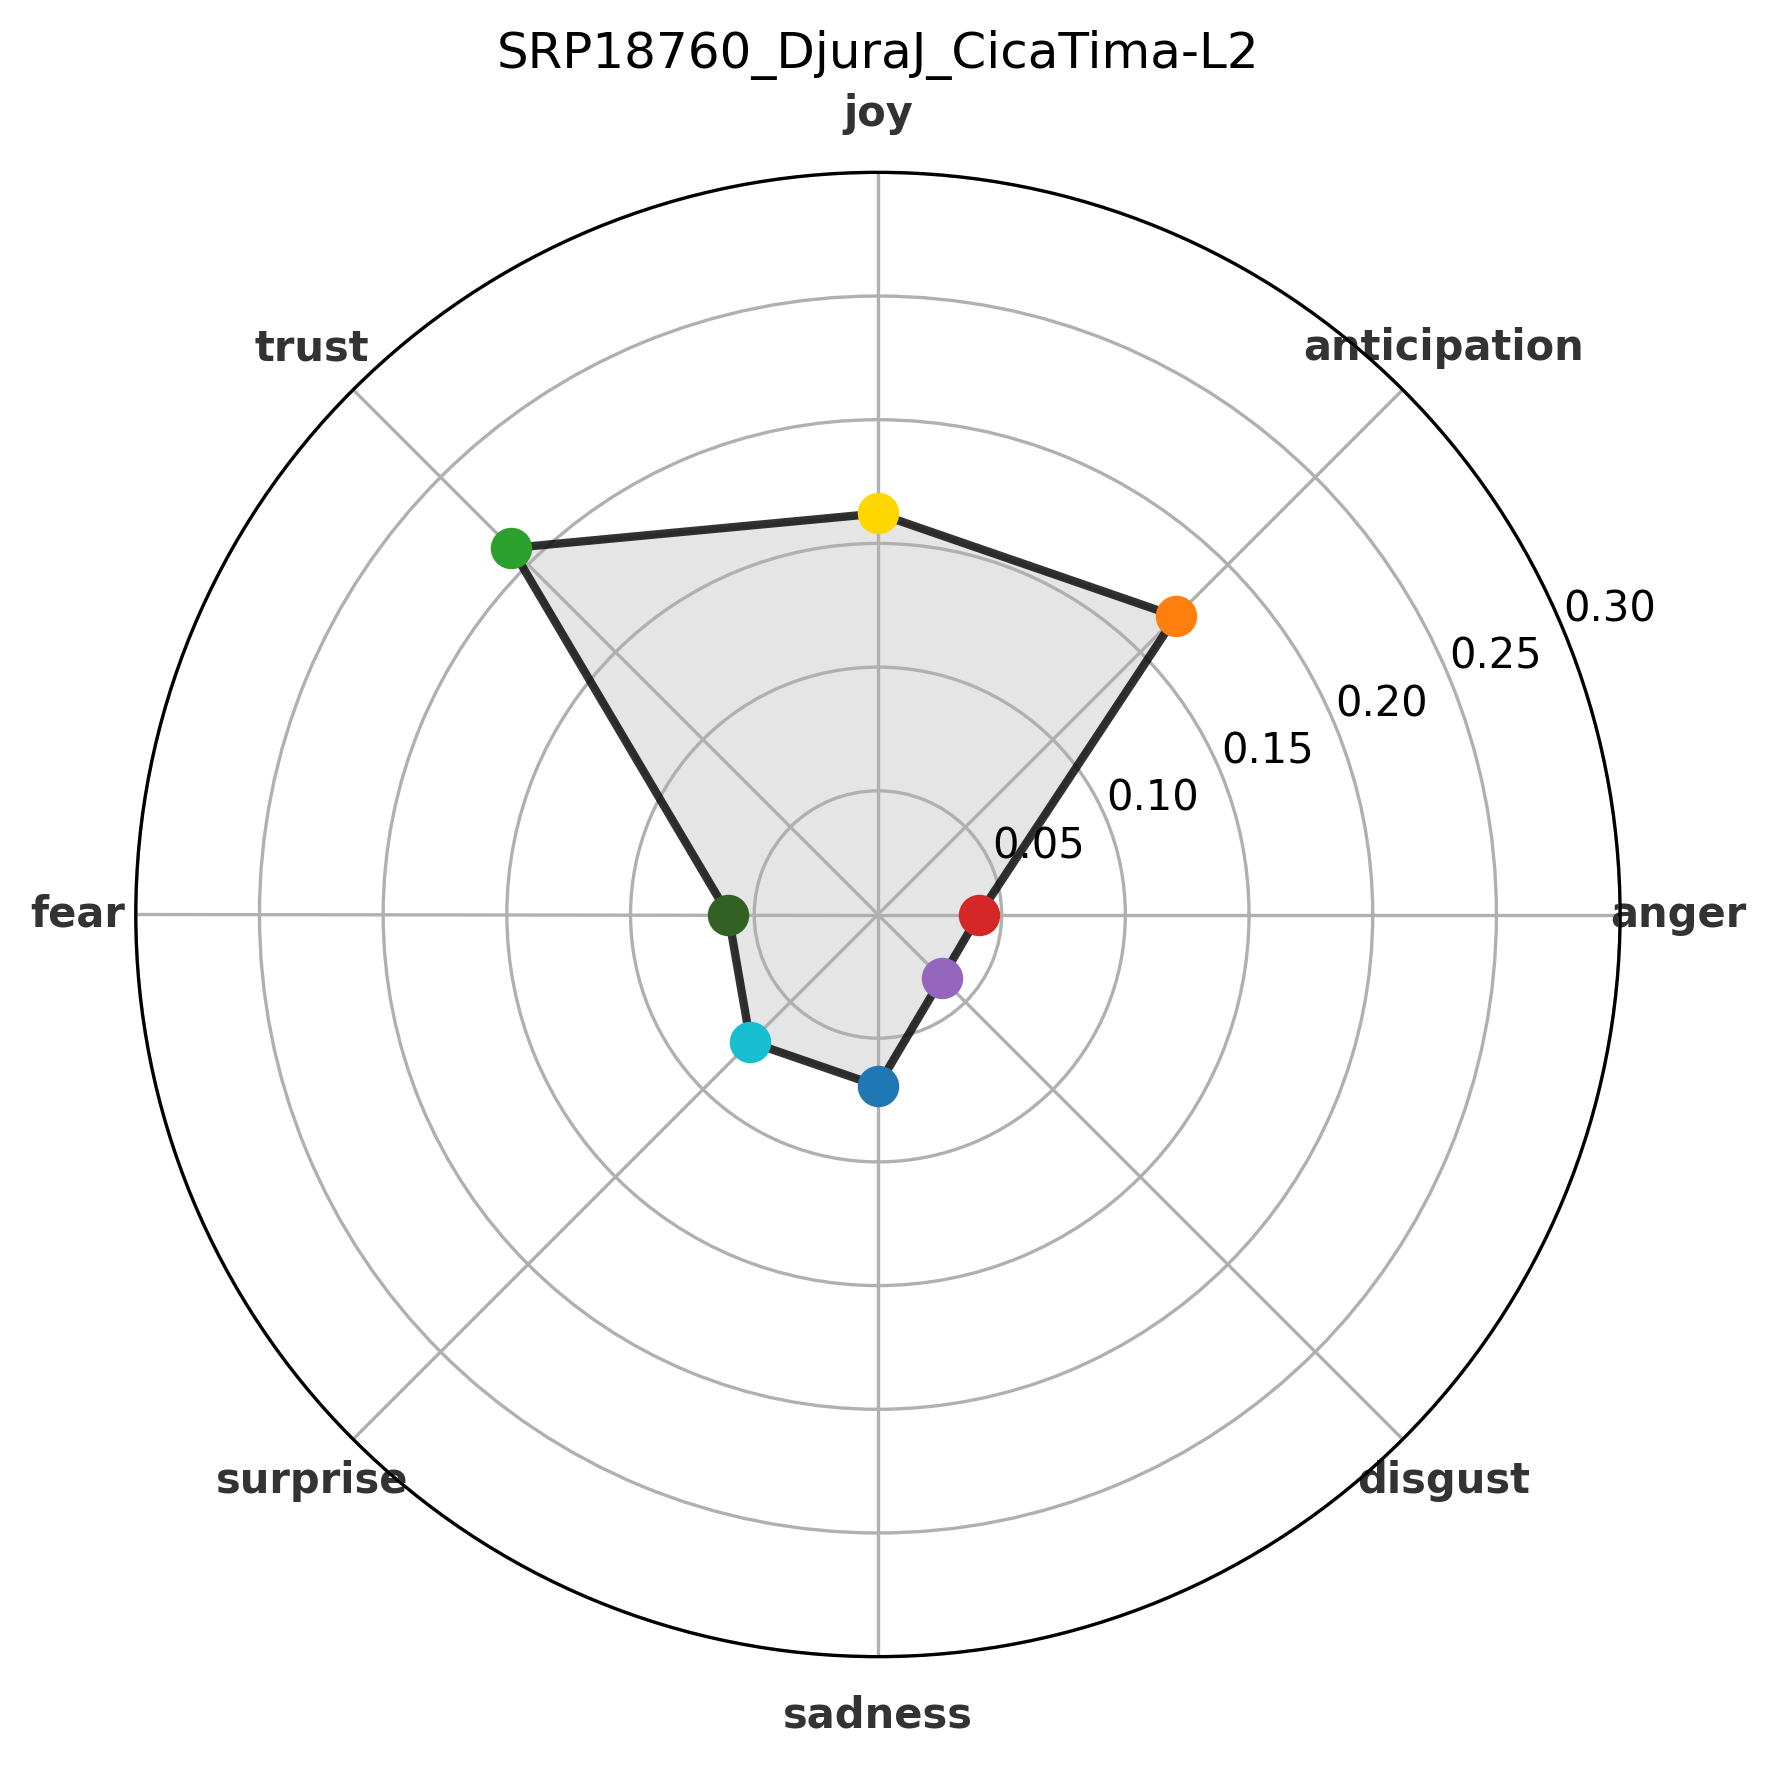 SRP18760_DjuraJ_CicaTima-L2
joy
trust
anticipation
0.30
0.25
0.20
0.15
0.10
0.05
fear
anger
surprise
disgust
sadness